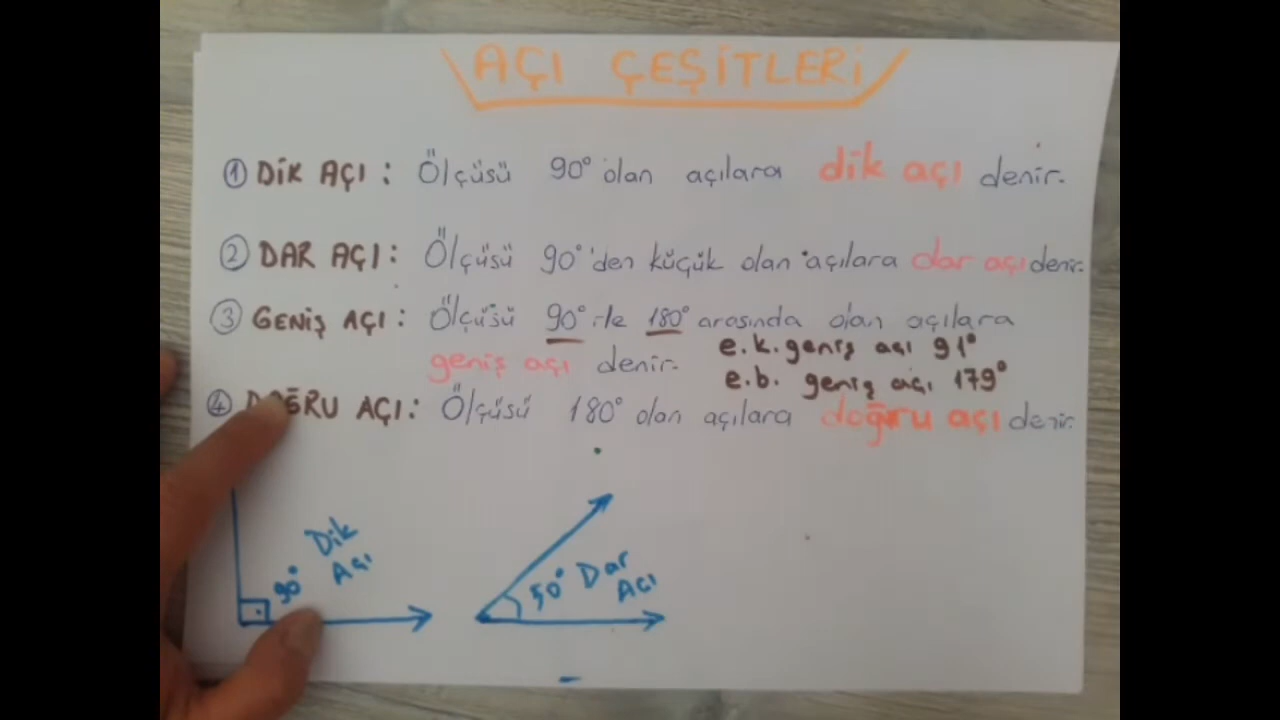 AÇI ÇEŞİTLERİ
① DİK AÇI : Ölçüsü 90° olan açılara dik açı denir.
② DAR AÇI : Ölçüsü 90°'den küçük olan açılara dar açı denir.
③ GENİŞ AÇI : Ölçüsü 90° ile 180° arasında olan açılara
geniş açı denir.
e.k. geniş açı 91°
e.b. geniş açı 179°
④ DOĞRU AÇI : Ölçüsü 180° olan açılara doğru açı denir.
90° Dik
Açı
50° Dar
Açı